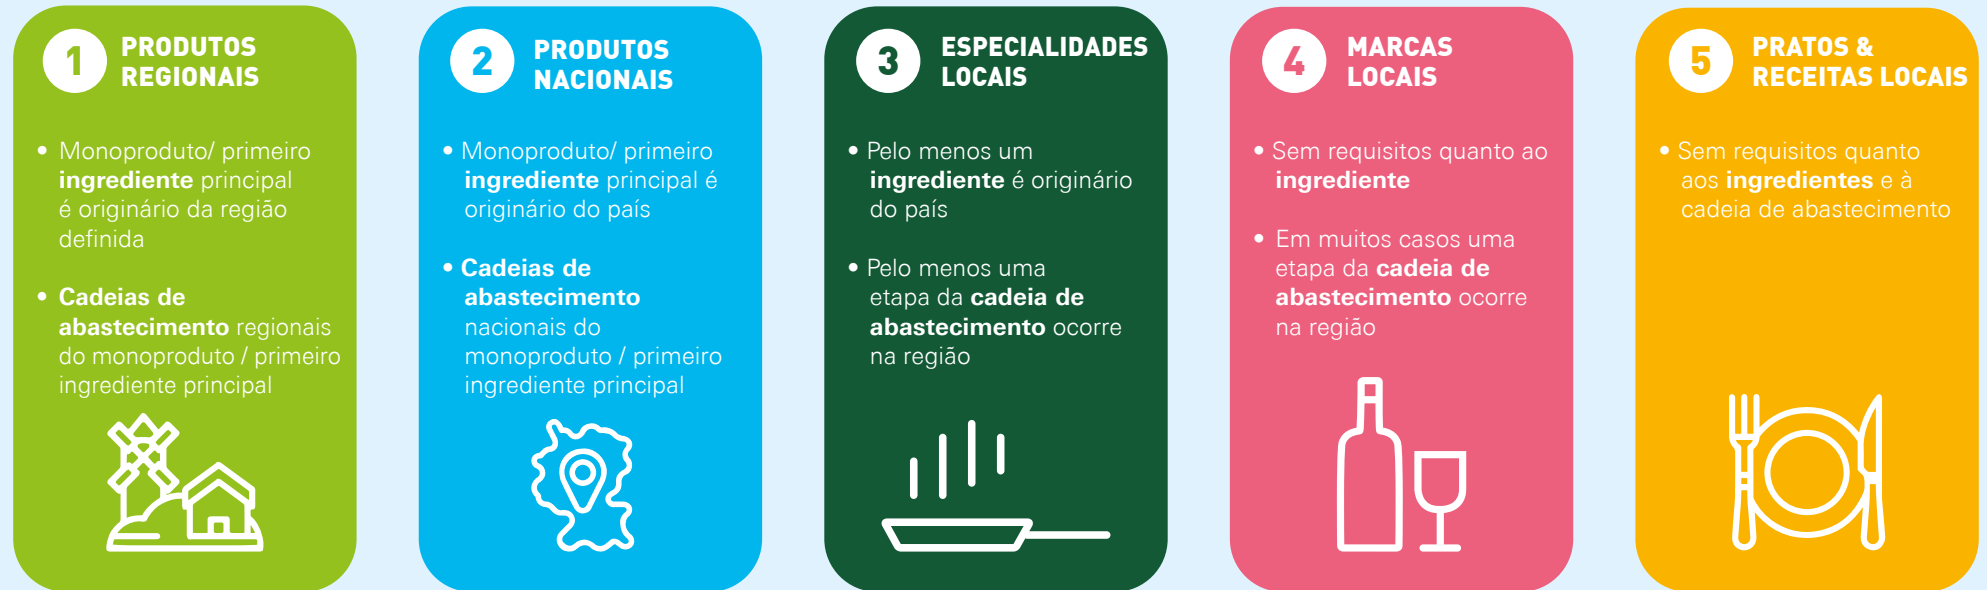 1
PRODUTOS
REGIONAIS
• Monoproduto/ primeiro
ingrediente principal
é originário da região
definida
• Cadeias de
abastecimento regionais
do monoproduto / primeiro
ingrediente principal
2
PRODUTOS
NACIONAIS
• Monoproduto/ primeiro
ingrediente principal é
originário do país
• Cadeias de
abastecimento
nacionais do
monoproduto / primeiro
ingrediente principal
3
ESPECIALIDADES
LOCAIS
• Pelo menos um
ingrediente é originário
do país
• Pelo menos uma
etapa da cadeia de
abastecimento ocorre
na região
4
MARCAS
LOCAIS
• Sem requisitos quanto ao
ingrediente
• Em muitos casos uma
etapa da cadeia de
abastecimento ocorre
na região
5
PRATOS &
RECEITAS LOCAIS
• Sem requisitos quanto
aos ingredientes e à
cadeia de abastecimento